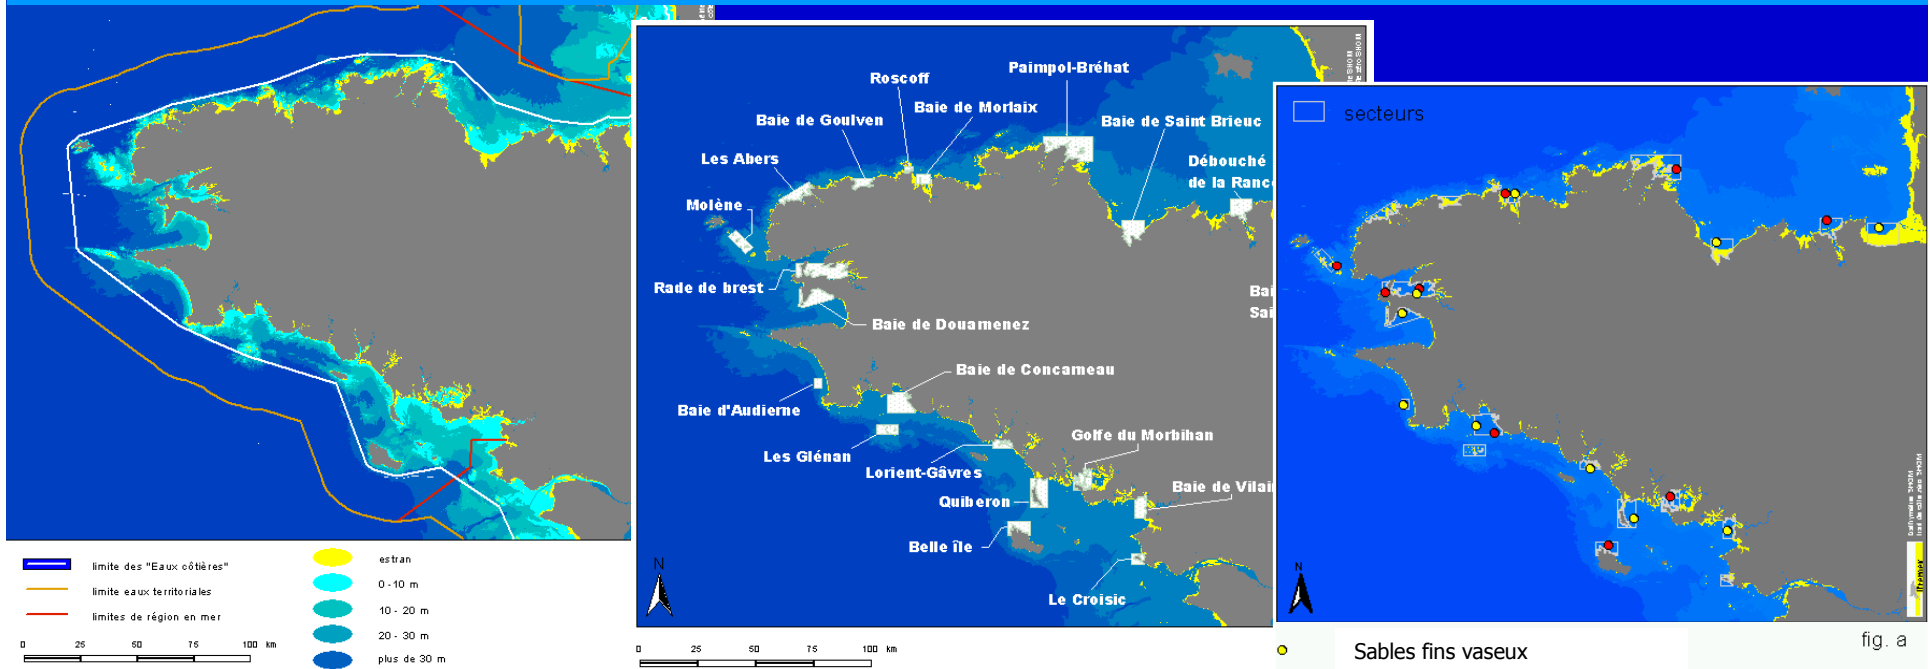 Roscoff
Paimpol-Bréhat
Baie de Morlaix
Baie de Goulven
Baie de Saint Brieuc
Les Abers
Débouché
de la Rance
Molène
Rade de brest
Bai
Sai
Baie de Douarnenez
Baie de Concarneau
Baie d'Audierne
Golfe du Morbihan
Les Glénan
Lorient-Gâvres
Quiberon
Baie de Vilai
Belle île
Le Croisic
N
0 25 50 75 100 km
secteurs
N
Ifremer
fig. a
Sables fins vaseux
limite des "Eaux côtières"
limite eaux territoriales
limites de région en mer
0 25 50 75 100 km
estran
0-10 m
10 - 20 m
20 - 30 m
plus de 30 m